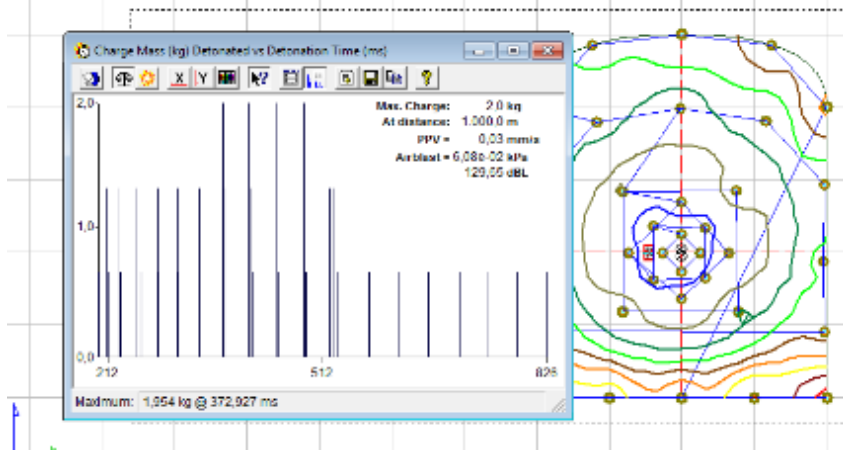 Charge Mass (kg) Detonated vs Detonation Time (ms)
X Y
2,0
Max. Charge: 2,0 kg
At distance: 1.000,0 m
PPV = 0,03 mm/s
Airblast = 6,08e-02 kPa
129,65 dBL
1,0
0,0
212 512 826
Maximum: 1,954 kg @ 372,927 ms